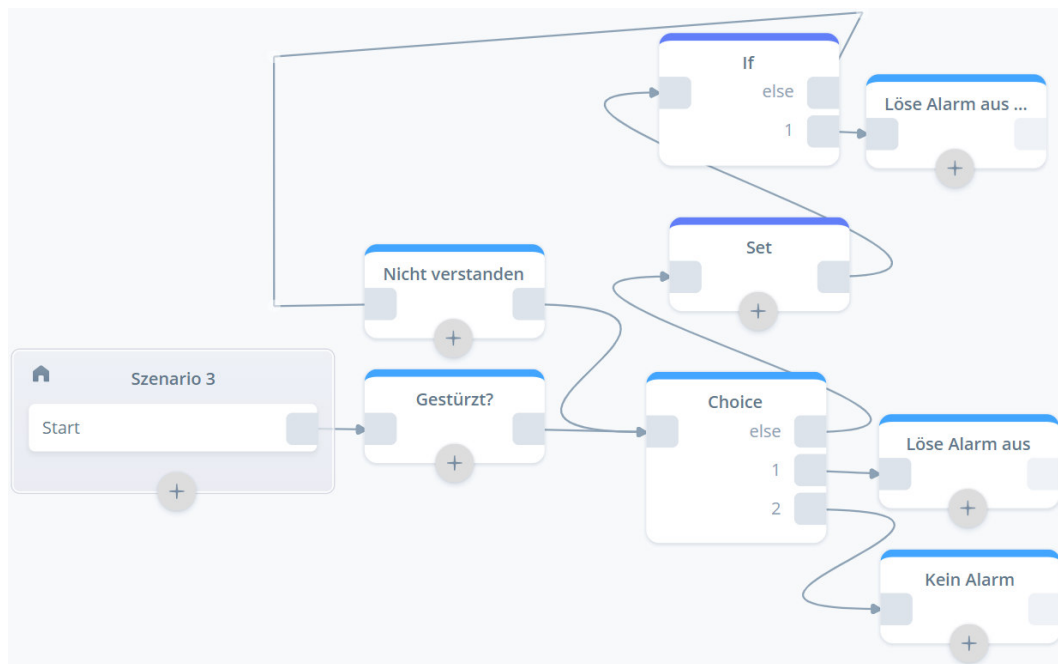 If
else
1
Löse Alarm aus ...
Set
Nicht verstanden
Szenario 3
Start
Gestürzt?
Choice
else
1
2
Löse Alarm aus
Kein Alarm